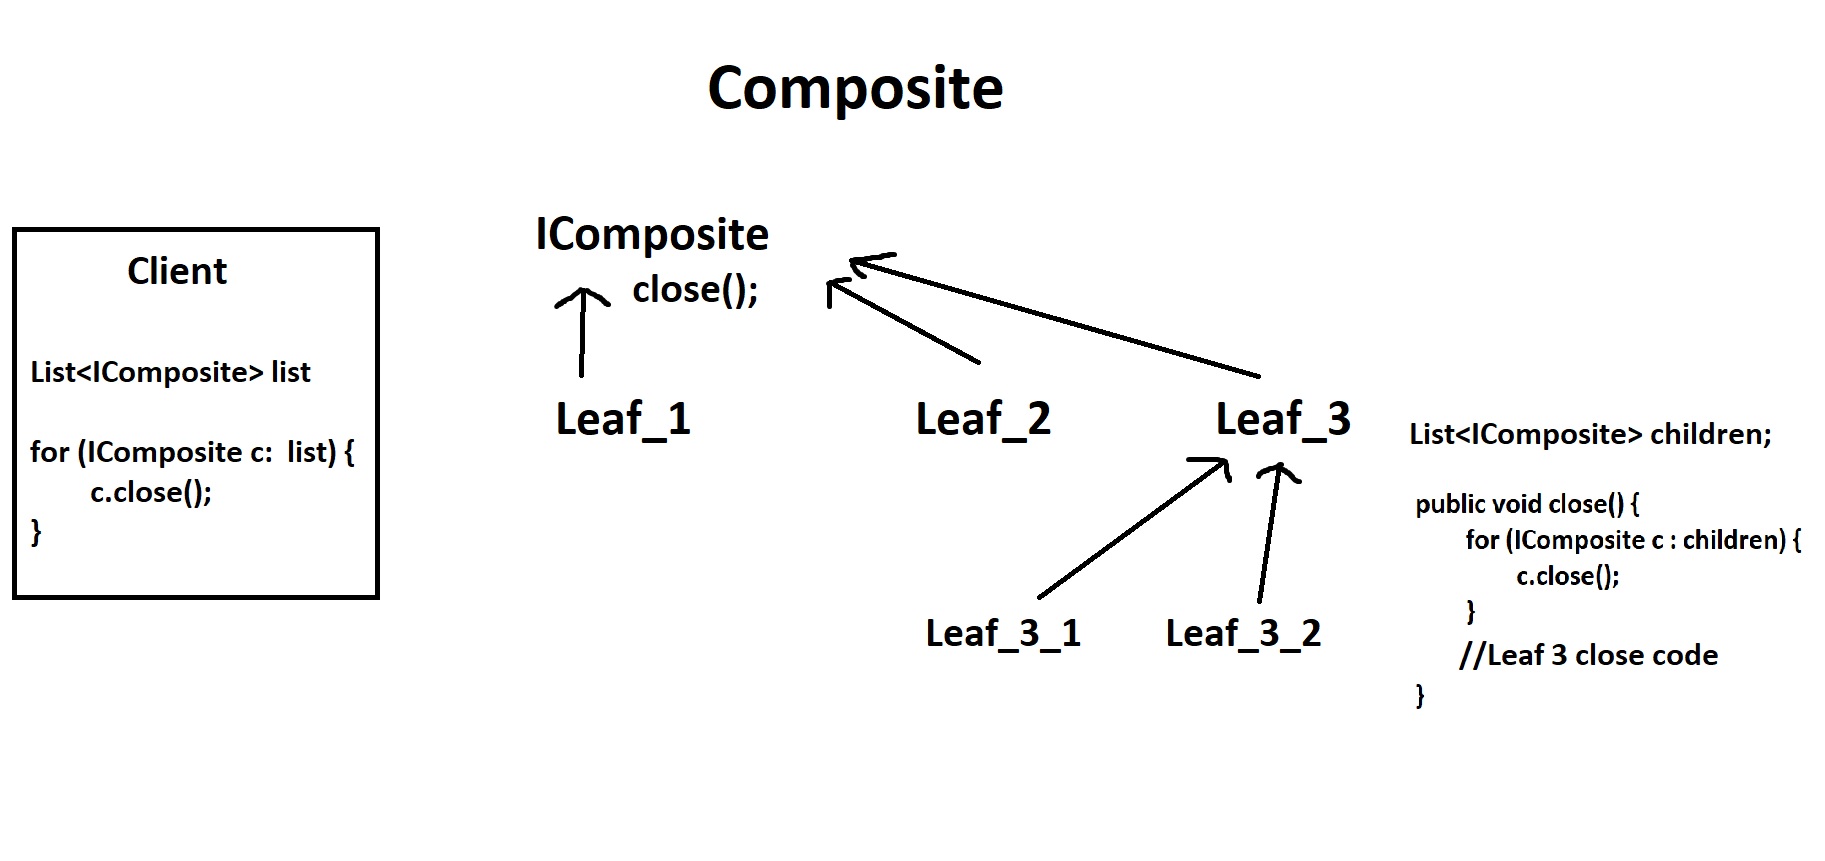 Composite
Client
List<IComposite> list
for (IComposite c:  list) {
c.close();
}
IComposite
close();
Leaf_1
Leaf_2
Leaf_3
Leaf_3_1
Leaf_3_2
List<IComposite> children;
public void close() {
for (IComposite c : children) {
c.close();
}
//Leaf 3 close code
}